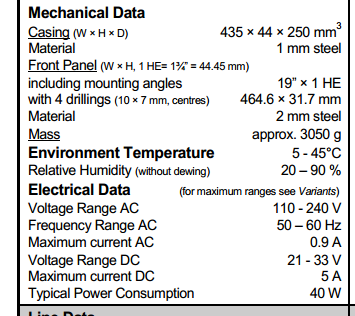 Mechanical Data
Casing (W × H × D) 435 × 44 × 250 mm³
Material 1 mm steel
Front Panel (W × H, 1 HE= 1¾" = 44.45 mm)
including mounting angles 19" × 1 HE
with 4 drillings (10 × 7 mm, centres) 464.6 × 31.7 mm
Material 2 mm steel
Mass approx. 3050 g
Environment Temperature 5 - 45°C
Relative Humidity (without dewing) 20 – 90 %
Electrical Data (for maximum ranges see Variants)
Voltage Range AC 110 - 240 V
Frequency Range AC 50 – 60 Hz
Maximum current AC 0.9 A
Voltage Range DC 21 - 33 V
Maximum current DC 5 A
Typical Power Consumption 40 W